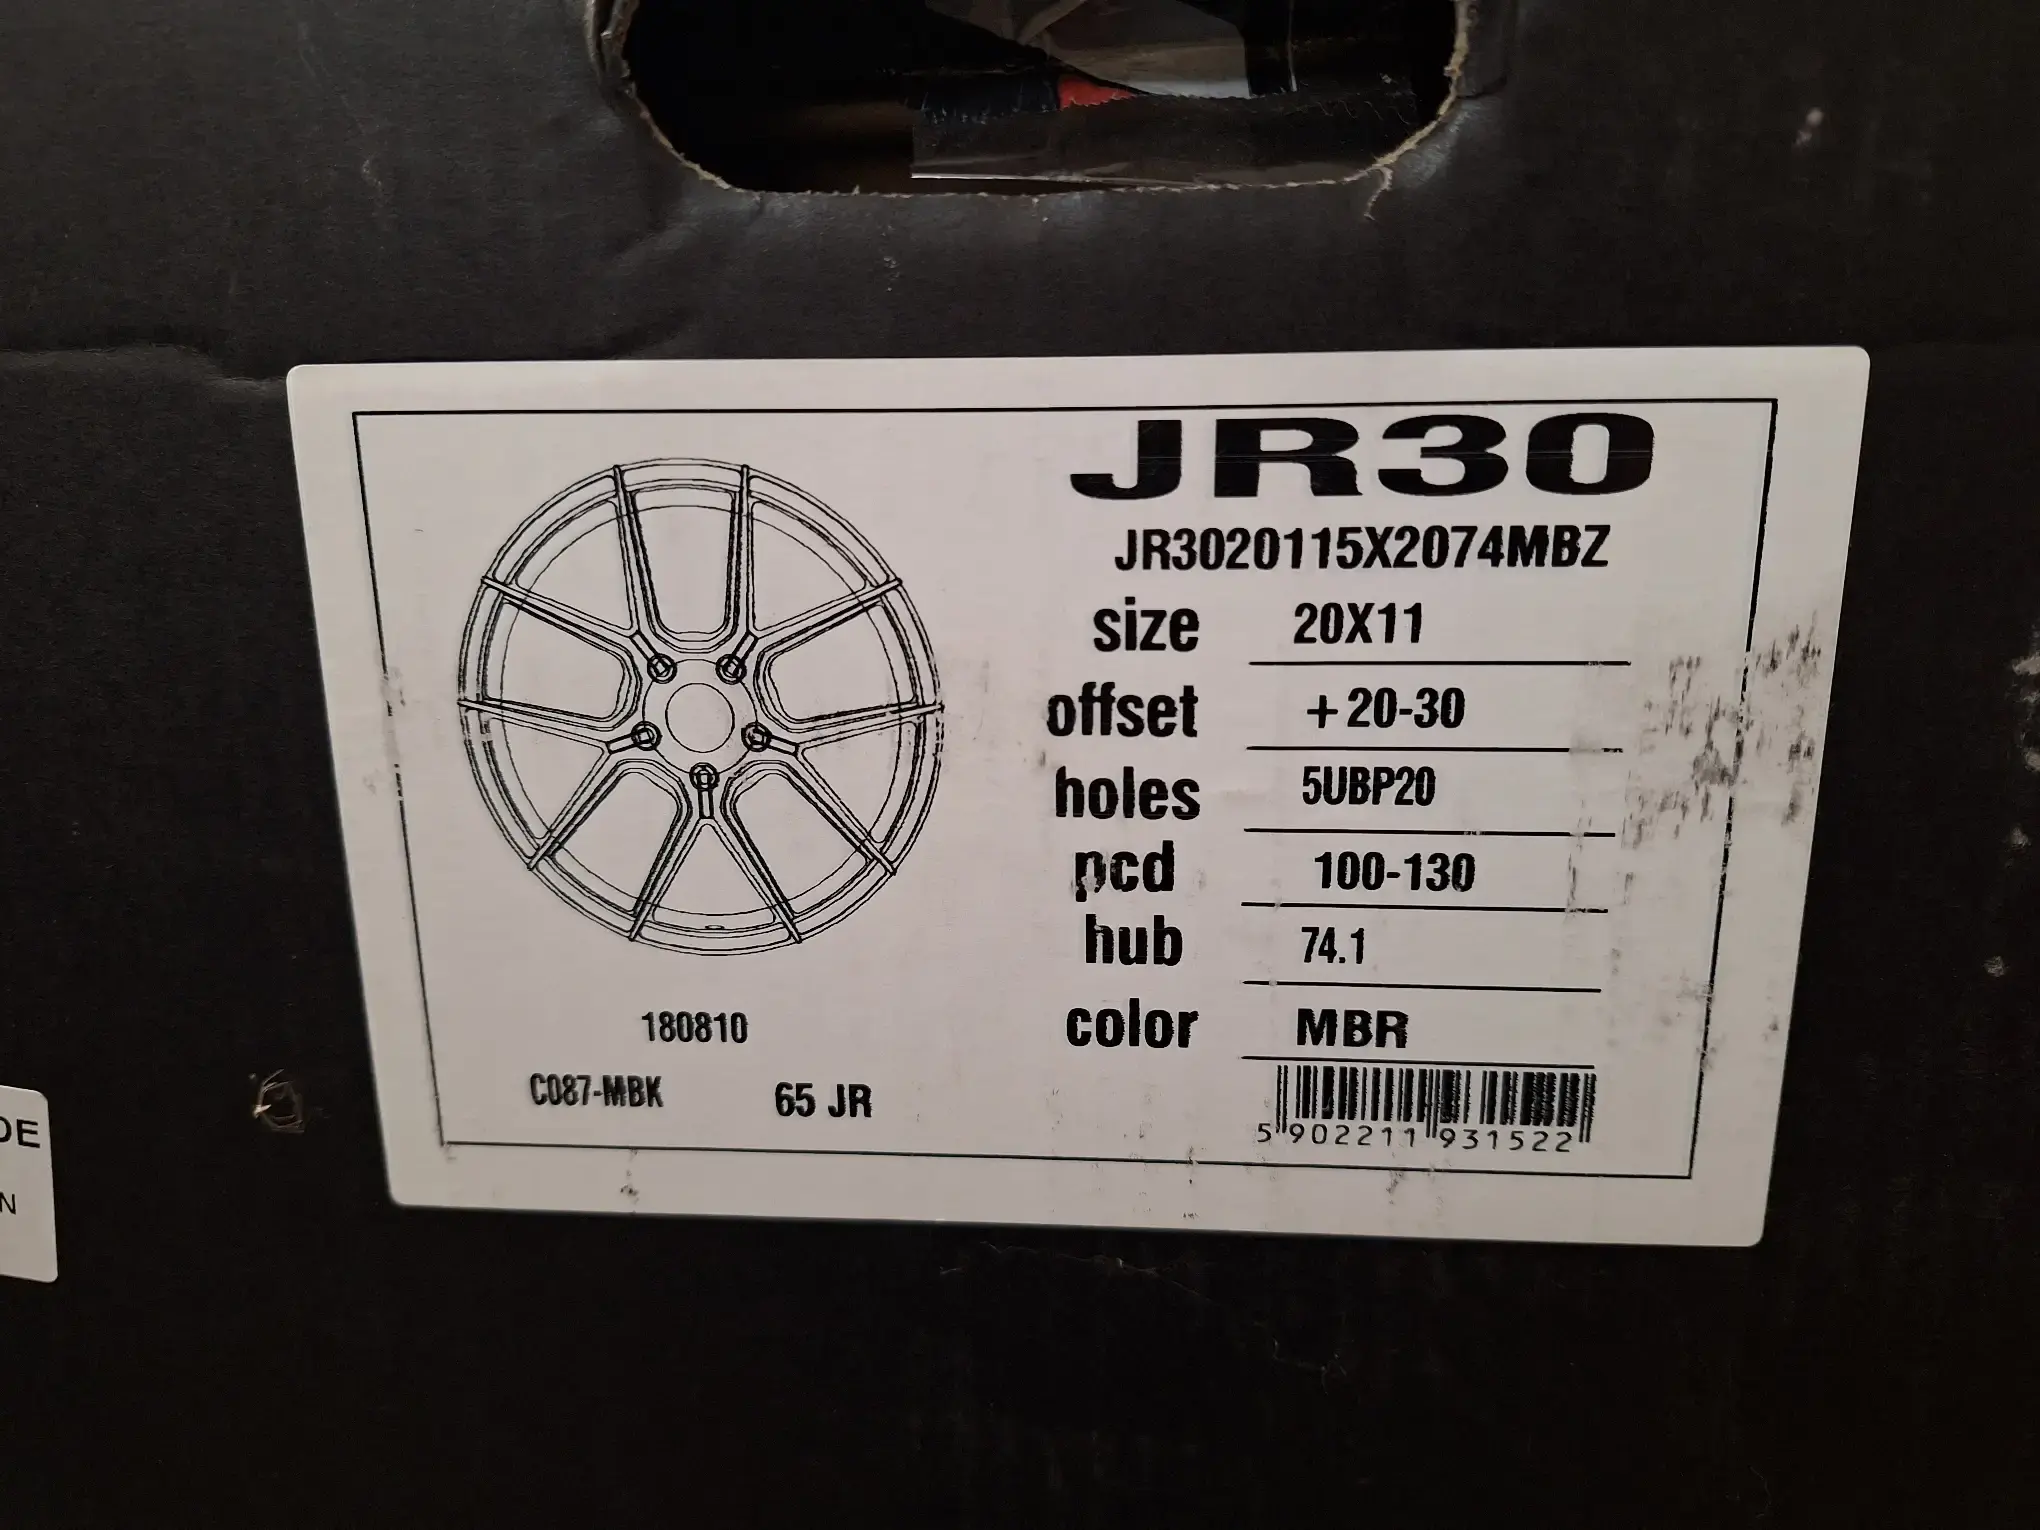 JR30
JR3020115X2074MBZ
size 20X11
offset +20-30
holes 5UBP20
pcd 100-130
hub 74.1
color MBR
180810
C087-MBK 65 JR
5 902211 931522
DE
N